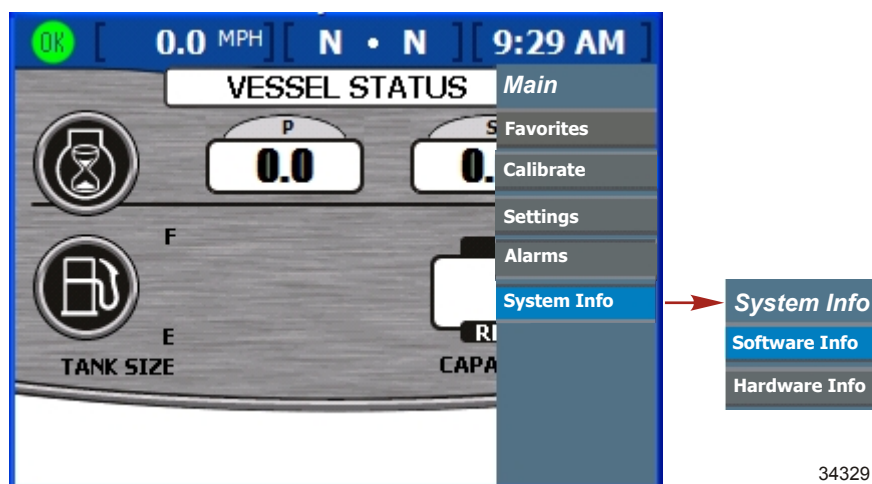 OK [ 0.0 MPH ] [ N • N ] [ 9:29 AM ]
VESSEL STATUS
Main
P
S
0.0
0.
Favorites
Calibrate
Settings
Alarms
System Info
F
E
TANK SIZE
System Info
Software Info
Hardware Info
34329